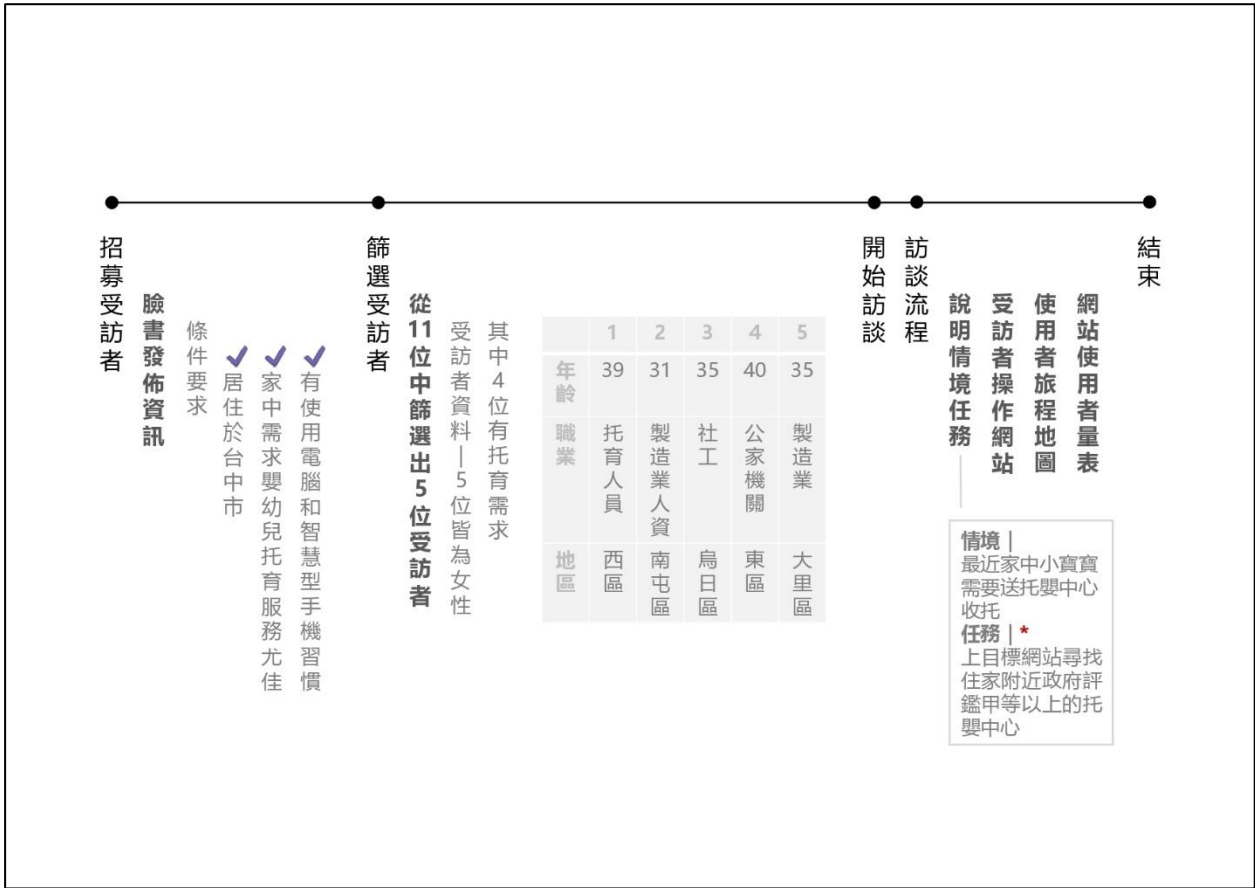 招募受訪者
臉書發佈資訊
條件要求
✔居住於台中市
✔家中需求嬰幼兒托育服務尤佳
✔有使用電腦和智慧型手機習慣
篩選受訪者
從11位中篩選出5位受訪者
受訪者資料｜5位皆為女性
其中4位有托育需求
1 2 3 4 5
年齡 39 31 35 40 35
職業 托育人員 製造業人資 社工 公家機關 製造業
地區 西區 南屯區 烏日區 東區 大里區
開始訪談
訪談流程
說明情境任務
情境｜
最近家中小寶寶
需要送托嬰中心
收托
任務｜*
上目標網站尋找
住家附近政府評
鑑甲等以上的托
嬰中心
受訪者操作網站
使用者旅程地圖
網站使用者量表
結束